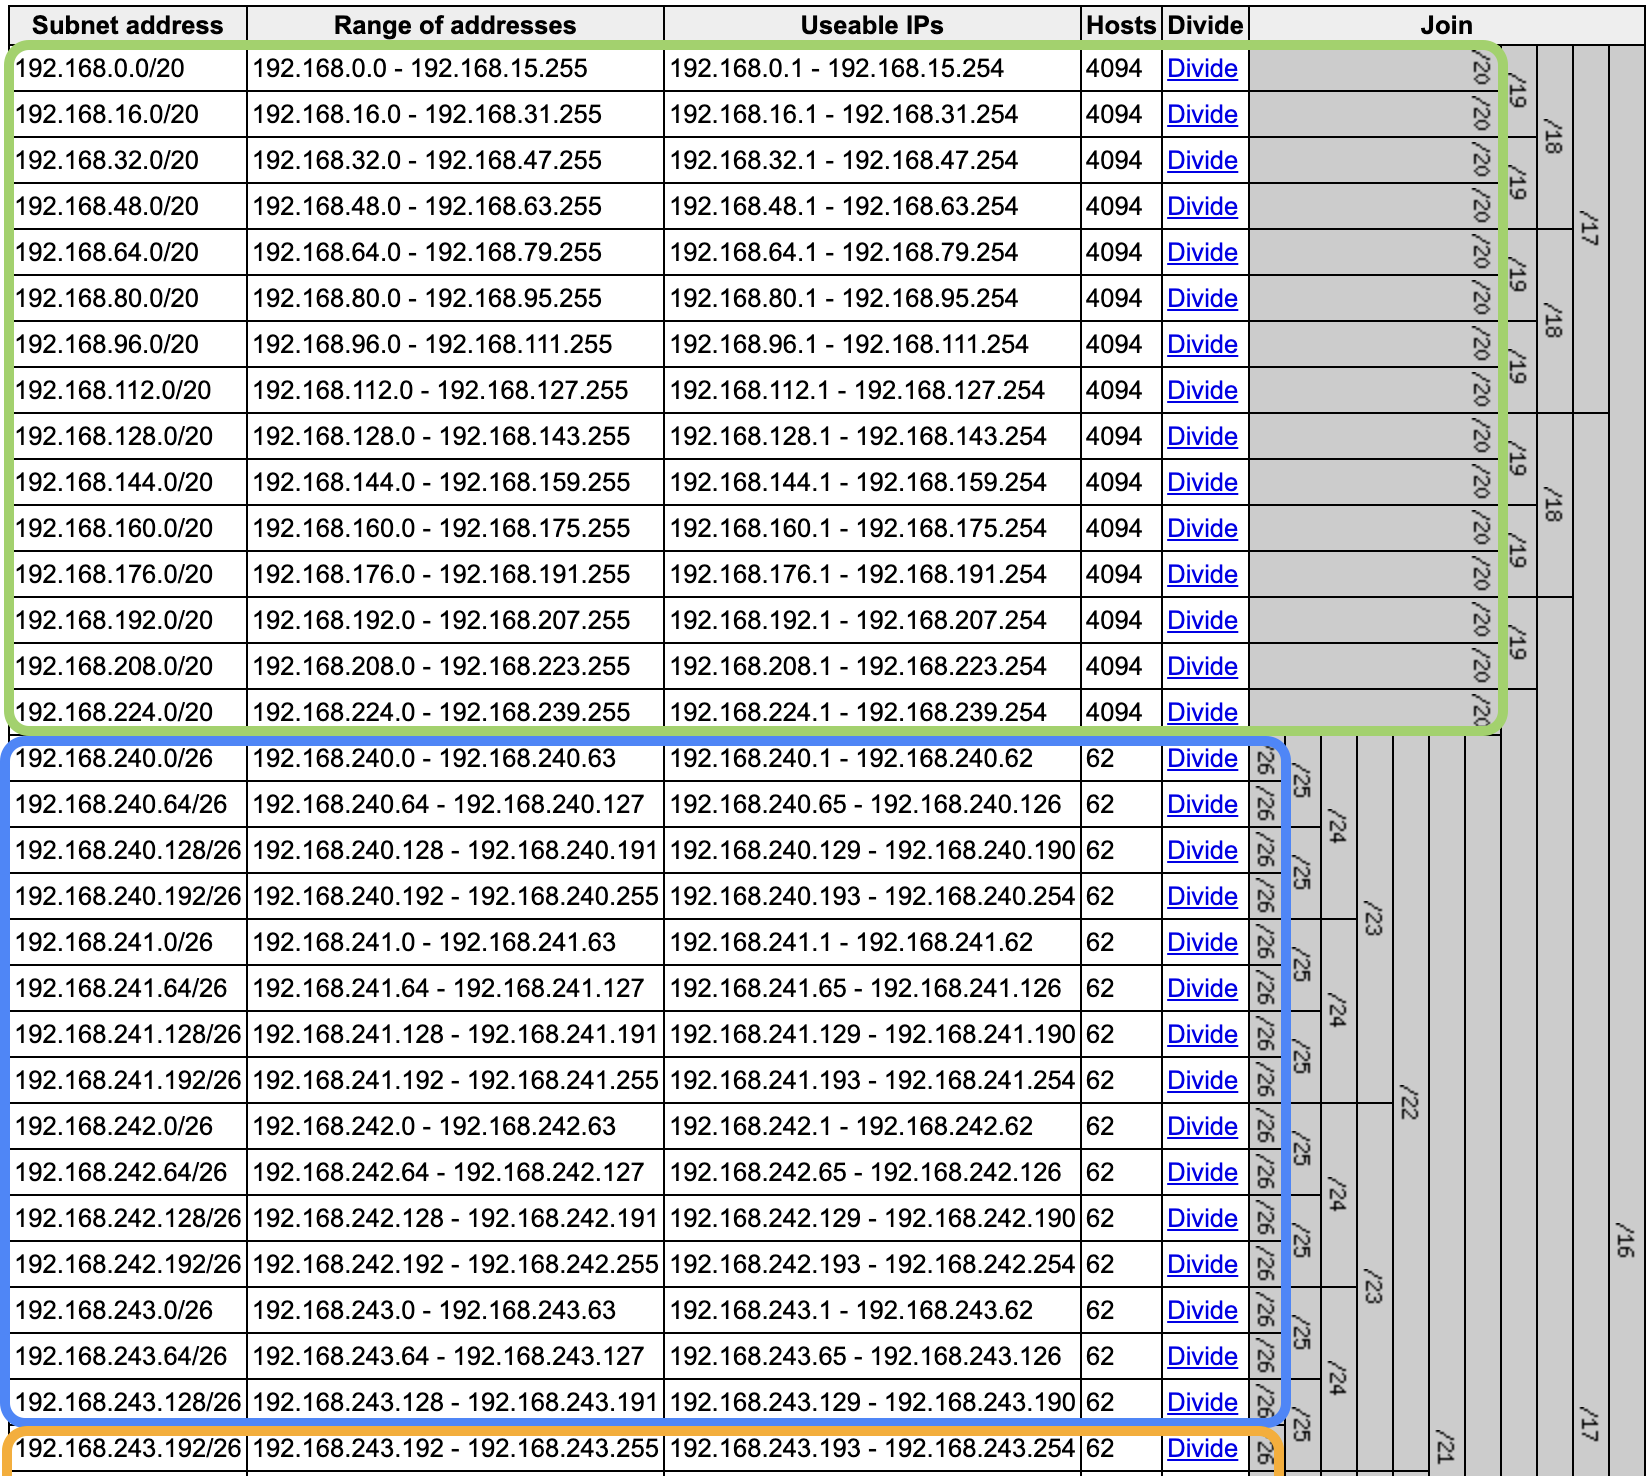 Subnet address Range of addresses Useable IPs Hosts Divide Join
192.168.0.0/20 192.168.0.0 - 192.168.15.255 192.168.0.1 - 192.168.15.254 4094 Divide /20 /19 /18 /17 /16
192.168.16.0/20 192.168.16.0 - 192.168.31.255 192.168.16.1 - 192.168.31.254 4094 Divide /20
192.168.32.0/20 192.168.32.0 - 192.168.47.255 192.168.32.1 - 192.168.47.254 4094 Divide /20 /19
192.168.48.0/20 192.168.48.0 - 192.168.63.255 192.168.48.1 - 192.168.63.254 4094 Divide /20
192.168.64.0/20 192.168.64.0 - 192.168.79.255 192.168.64.1 - 192.168.79.254 4094 Divide /20 /19 /18
192.168.80.0/20 192.168.80.0 - 192.168.95.255 192.168.80.1 - 192.168.95.254 4094 Divide /20
192.168.96.0/20 192.168.96.0 - 192.168.111.255 192.168.96.1 - 192.168.111.254 4094 Divide /20 /19
192.168.112.0/20 192.168.112.0 - 192.168.127.255 192.168.112.1 - 192.168.127.254 4094 Divide /20
192.168.128.0/20 192.168.128.0 - 192.168.143.255 192.168.128.1 - 192.168.143.254 4094 Divide /20 /19 /18 /17
192.168.144.0/20 192.168.144.0 - 192.168.159.255 192.168.144.1 - 192.168.159.254 4094 Divide /20
192.168.160.0/20 192.168.160.0 - 192.168.175.255 192.168.160.1 - 192.168.175.254 4094 Divide /20 /19
192.168.176.0/20 192.168.176.0 - 192.168.191.255 192.168.176.1 - 192.168.191.254 4094 Divide /20
192.168.192.0/20 192.168.192.0 - 192.168.207.255 192.168.192.1 - 192.168.207.254 4094 Divide /20 /19
192.168.208.0/20 192.168.208.0 - 192.168.223.255 192.168.208.1 - 192.168.223.254 4094 Divide /20
192.168.224.0/20 192.168.224.0 - 192.168.239.255 192.168.224.1 - 192.168.239.254 4094 Divide /20
192.168.240.0/26 192.168.240.0 - 192.168.240.63 192.168.240.1 - 192.168.240.62 62 Divide /26 /25 /24 /23 /22 /21
192.168.240.64/26 192.168.240.64 - 192.168.240.127 192.168.240.65 - 192.168.240.126 62 Divide /26
192.168.240.128/26 192.168.240.128 - 192.168.240.191 192.168.240.129 - 192.168.240.190 62 Divide /26 /25
192.168.240.192/26 192.168.240.192 - 192.168.240.255 192.168.240.193 - 192.168.240.254 62 Divide /26
192.168.241.0/26 192.168.241.0 - 192.168.241.63 192.168.241.1 - 192.168.241.62 62 Divide /26 /25 /24
192.168.241.64/26 192.168.241.64 - 192.168.241.127 192.168.241.65 - 192.168.241.126 62 Divide /26
192.168.241.128/26 192.168.241.128 - 192.168.241.191 192.168.241.129 - 192.168.241.190 62 Divide /26 /25
192.168.241.192/26 192.168.241.192 - 192.168.241.255 192.168.241.193 - 192.168.241.254 62 Divide /26
192.168.242.0/26 192.168.242.0 - 192.168.242.63 192.168.242.1 - 192.168.242.62 62 Divide /26 /25 /24 /23
192.168.242.64/26 192.168.242.64 - 192.168.242.127 192.168.242.65 - 192.168.242.126 62 Divide /26
192.168.242.128/26 192.168.242.128 - 192.168.242.191 192.168.242.129 - 192.168.242.190 62 Divide /26 /25
192.168.242.192/26 192.168.242.192 - 192.168.242.255 192.168.242.193 - 192.168.242.254 62 Divide /26
192.168.243.0/26 192.168.243.0 - 192.168.243.63 192.168.243.1 - 192.168.243.62 62 Divide /26 /25 /24
192.168.243.64/26 192.168.243.64 - 192.168.243.127 192.168.243.65 - 192.168.243.126 62 Divide /26
192.168.243.128/26 192.168.243.128 - 192.168.243.191 192.168.243.129 - 192.168.243.190 62 Divide /26 /25
192.168.243.192/26 192.168.243.192 - 192.168.243.255 192.168.243.193 - 192.168.243.254 62 Divide /26